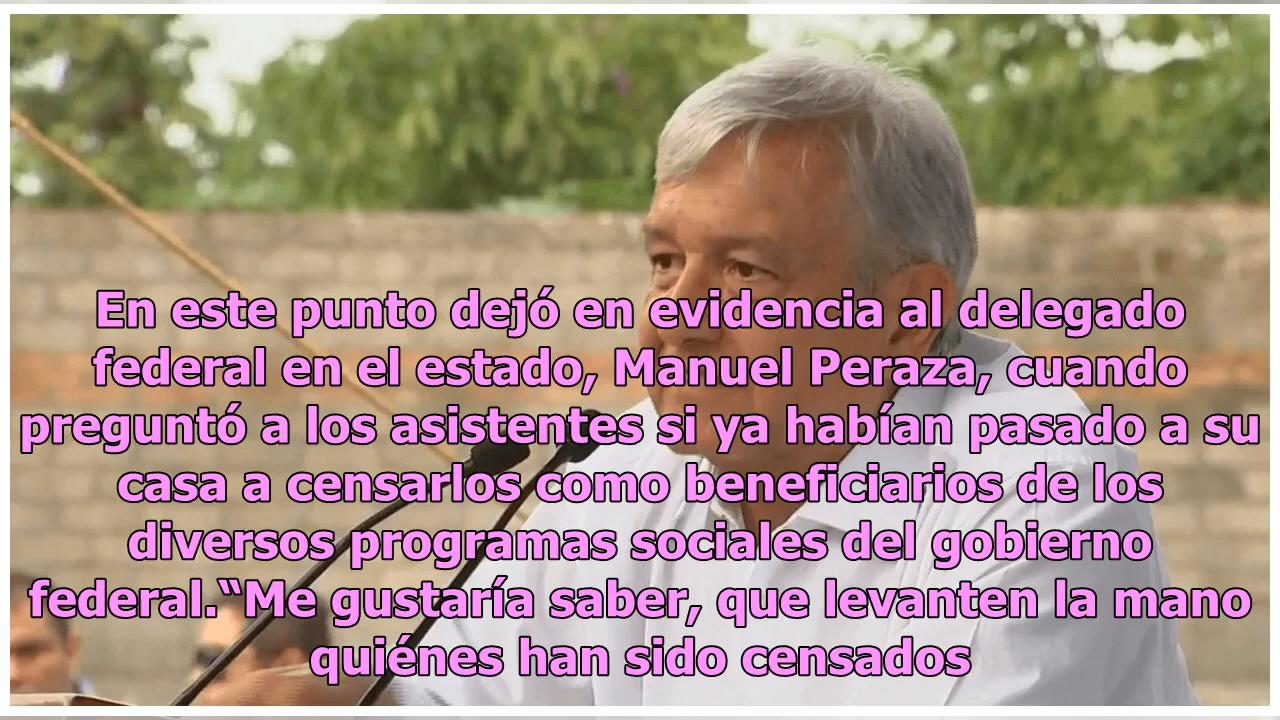 En este punto dejó en evidencia al delegado
federal en el estado, Manuel Peraza, cuando
preguntó a los asistentes si ya habían pasado a su
casa a censarlos como beneficiarios de los
diversos programas sociales del gobierno
federal.“Me gustaría saber, que levanten la mano
quiénes han sido censados